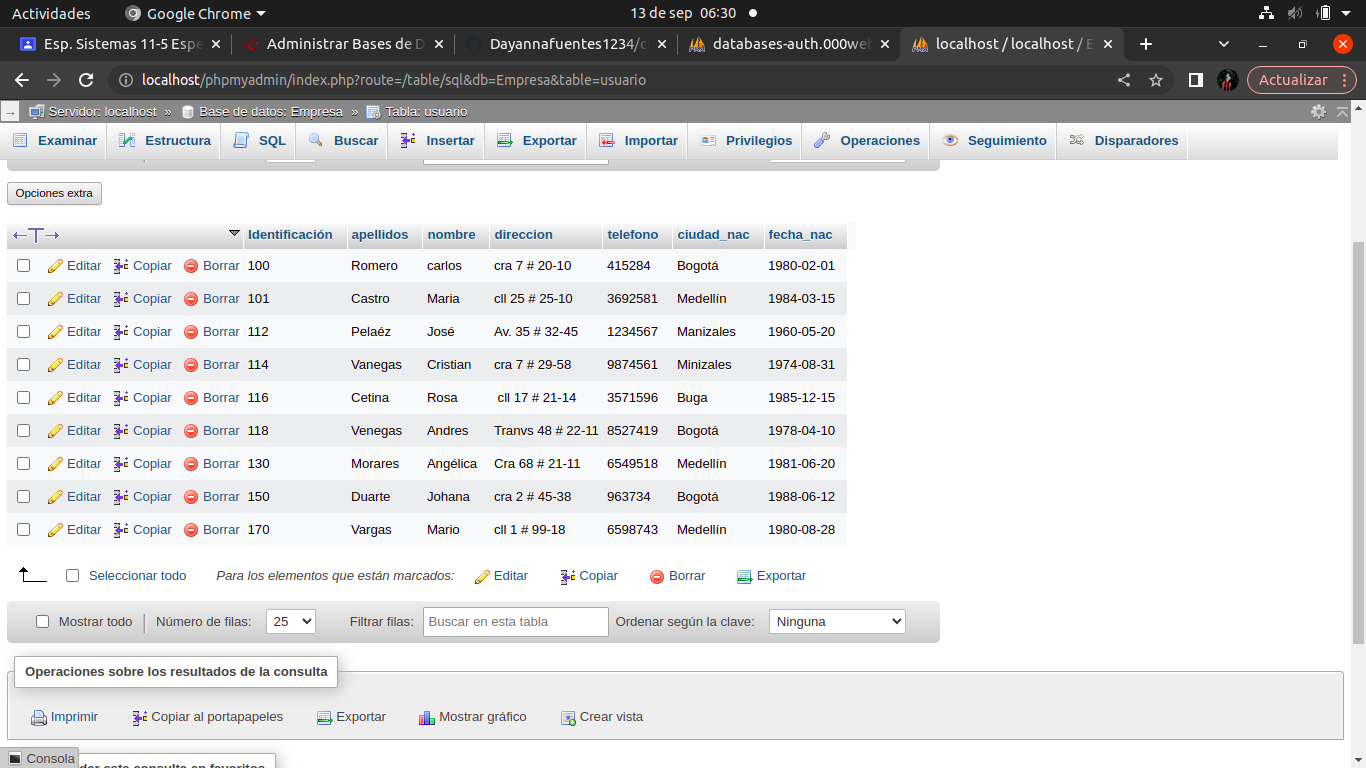 Actividades Google Chrome 13 de sep 06:30
Esp. Sistemas 11-5 Espe Administrar Bases de D Dayannafuentes1234/c databases-auth.000we localhost / localhost / E
localhost/phpmyadmin/index.php?route=/table/sql&db=Empresa&table=usuario Actualizar
Servidor: localhost » Base de datos: Empresa » Tabla: usuario
Examinar Estructura SQL Buscar Insertar Exportar Importar Privilegios Operaciones Seguimiento Disparadores
Opciones extra
Identificación apellidos nombre direccion telefono ciudad_nac fecha_nac
Editar Copiar Borrar 100 Romero carlos cra 7 # 20-10 415284 Bogotá 1980-02-01
Editar Copiar Borrar 101 Castro Maria cll 25 # 25-10 3692581 Medellín 1984-03-15
Editar Copiar Borrar 112 Pelaéz José Av. 35 # 32-45 1234567 Manizales 1960-05-20
Editar Copiar Borrar 114 Vanegas Cristian cra 7 # 29-58 9874561 Minizales 1974-08-31
Editar Copiar Borrar 116 Cetina Rosa cll 17 # 21-14 3571596 Buga 1985-12-15
Editar Copiar Borrar 118 Venegas Andres Tranvs 48 # 22-11 8527419 Bogotá 1978-04-10
Editar Copiar Borrar 130 Morares Angélica Cra 68 # 21-11 6549518 Medellín 1981-06-20
Editar Copiar Borrar 150 Duarte Johana cra 2 # 45-38 963734 Bogotá 1988-06-12
Editar Copiar Borrar 170 Vargas Mario cll 1 # 99-18 6598743 Medellín 1980-08-28
Seleccionar todo Para los elementos que están marcados: Editar Copiar Borrar Exportar
Mostrar todo Número de filas: 25 Filtrar filas: Buscar en esta tabla Ordenar según la clave: Ninguna
Operaciones sobre los resultados de la consulta
Imprimir Copiar al portapapeles Exportar Mostrar gráfico Crear vista
Consola dar esta consulta en favoritos